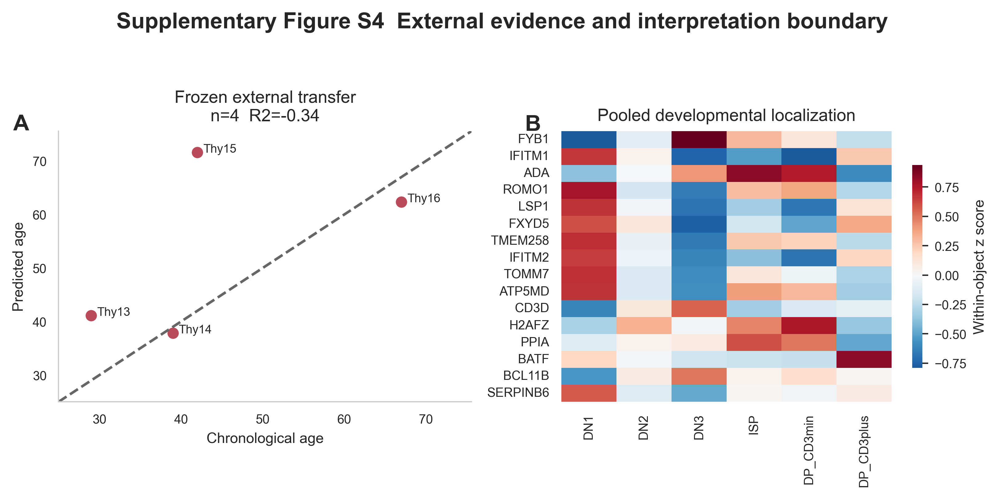 Supplementary Figure S4  External evidence and interpretation boundary
A
Frozen external transfer
n=4  R2=-0.34
Predicted age
70
60
50
40
30
Thy15
Thy16
Thy13
Thy14
30
40
50
60
70
Chronological age
B
Pooled developmental localization
FYB1
IFITM1
ADA
ROMO1
LSP1
FXYD5
TMEM258
IFITM2
TOMM7
ATP5MD
CD3D
H2AFZ
PPIA
BATF
BCL11B
SERPINB6
DN1
DN2
DN3
ISP
DP_CD3min
DP_CD3plus
0.75
0.50
0.25
0.00
−0.25
−0.50
−0.75
Within-object z score